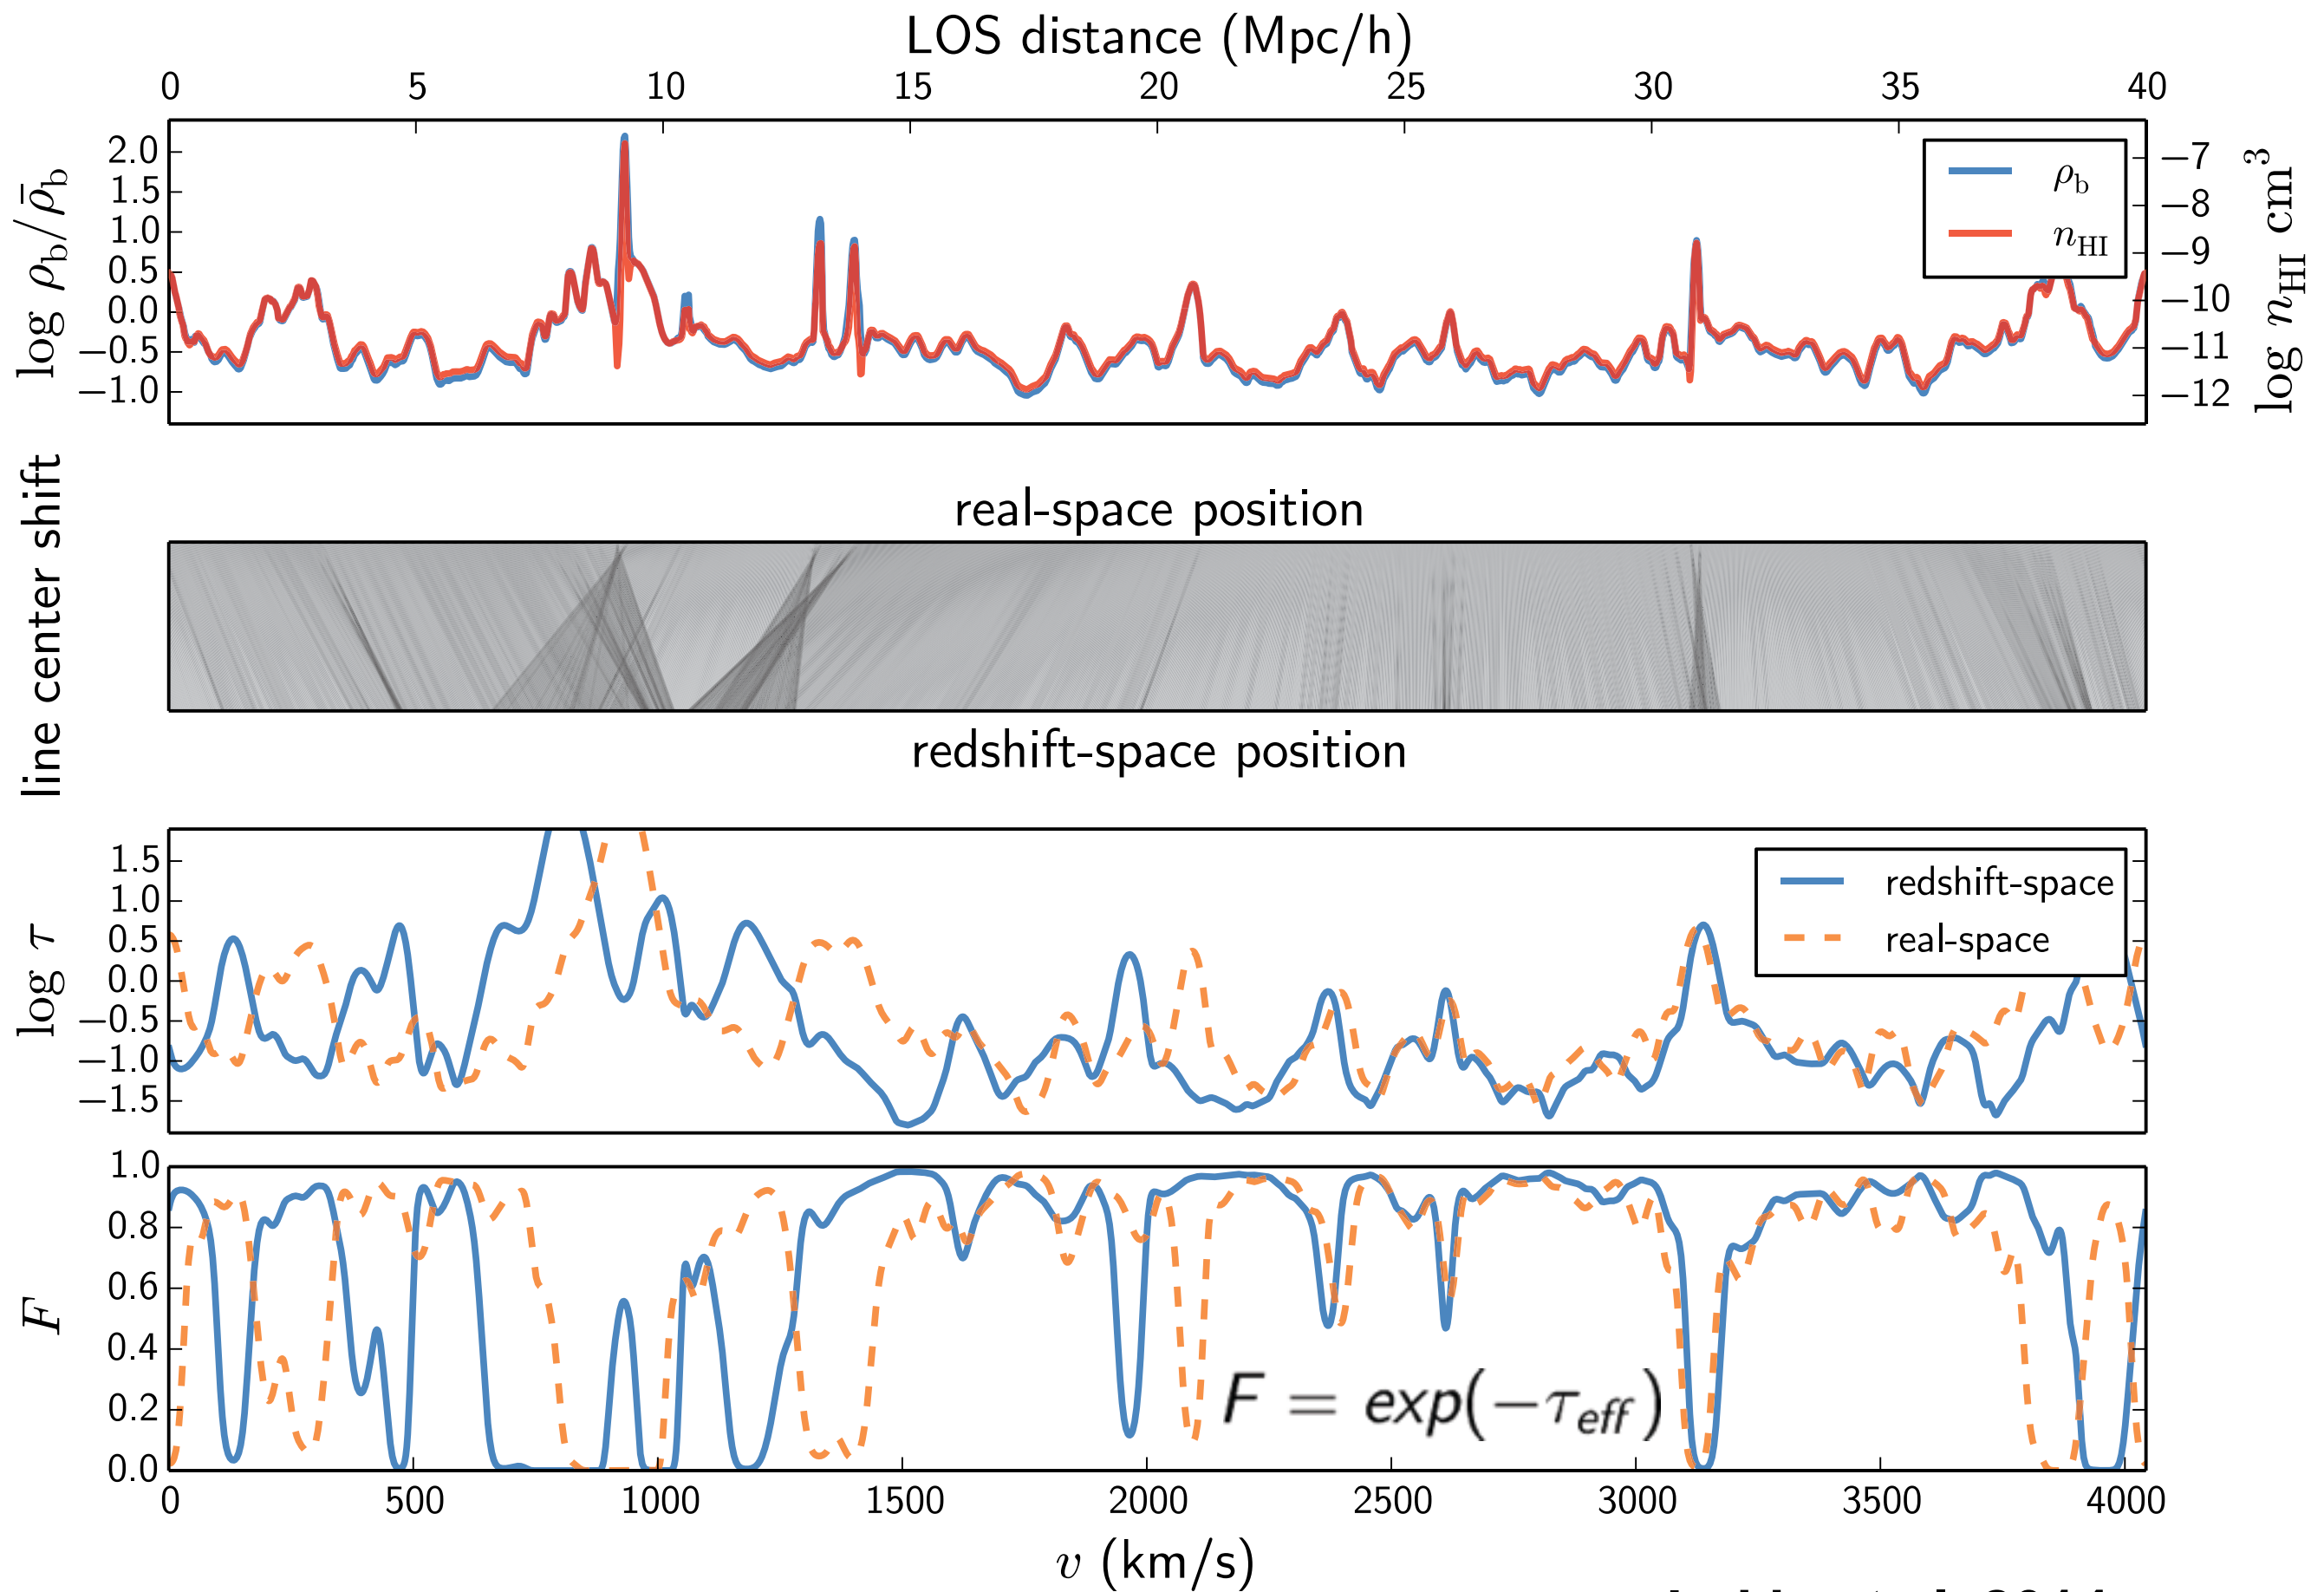 LOS distance (Mpc/h)
0 5 10 15 20 25 30 35 40
log ρb/ρ̄b
2.0
1.5
1.0
0.5
0.0
−0.5
−1.0
ρb
nHI
−7
−8
−9
−10
−11
−12
log nHI cm³
line center shift
real-space position
redshift-space position
log τ
1.5
1.0
0.5
0.0
−0.5
−1.0
−1.5
redshift-space
real-space
F
1.0
0.8
0.6
0.4
0.2
0.0
F = exp(−τeff)
0 500 1000 1500 2000 2500 3000 3500 4000
v (km/s)